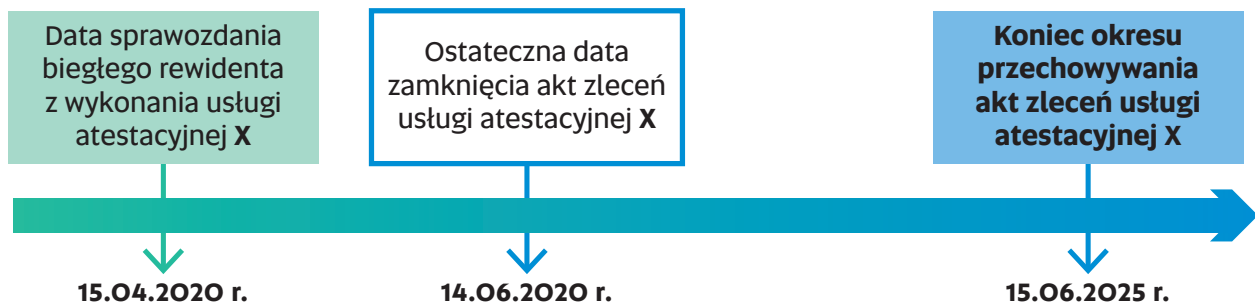 Data sprawozdania
biegłego rewidenta
z wykonania usługi
atestacyjnej X
Ostateczna data
zamknięcia akt zleceń
usługi atestacyjnej X
Koniec okresu
przechowywania
akt zleceń usługi
atestacyjnej X
15.04.2020 r.
14.06.2020 r.
15.06.2025 r.